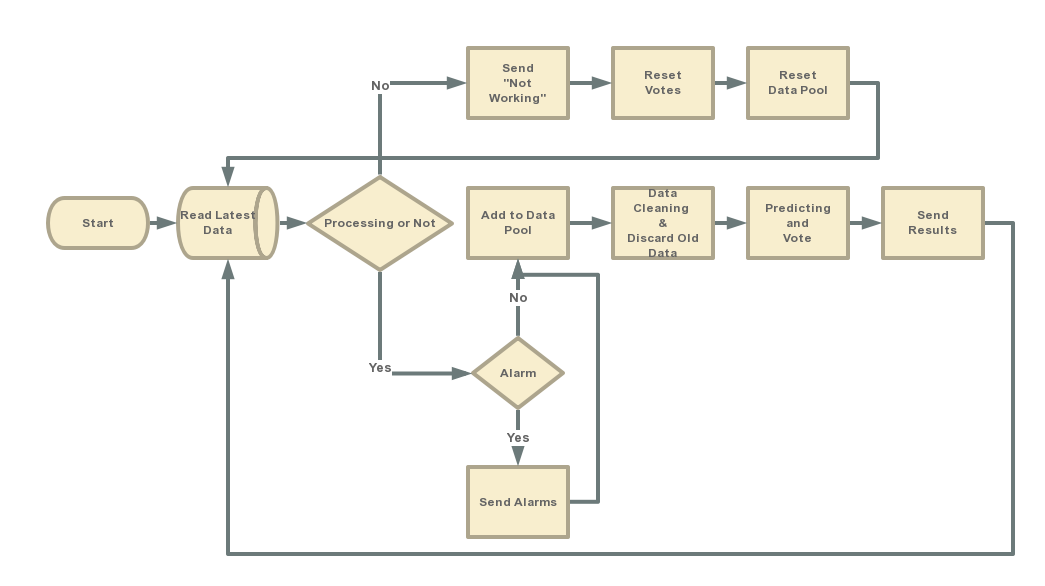 No
Send
"Not
Working"
Reset
Votes
Reset
Data Pool
Start
Read Latest
Data
Processing or Not
Add to Data
Pool
Data
Cleaning
&
Discard Old
Data
Predicting
and
Vote
Send
Results
No
Yes
Alarm
Yes
Send Alarms